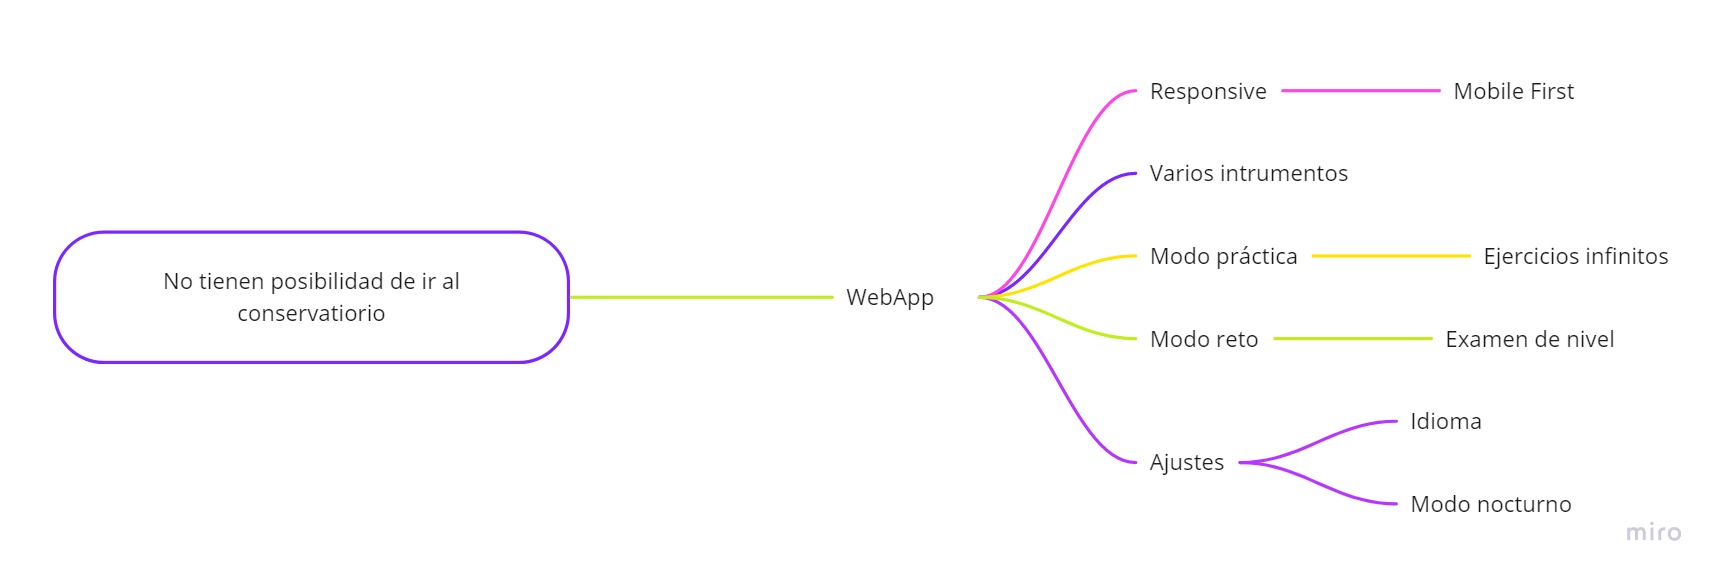 No tienen posibilidad de ir al
conservatiorio
WebApp
Responsive
Mobile First
Varios intrumentos
Modo práctica
Ejercicios infinitos
Modo reto
Examen de nivel
Ajustes
Idioma
Modo nocturno
miro